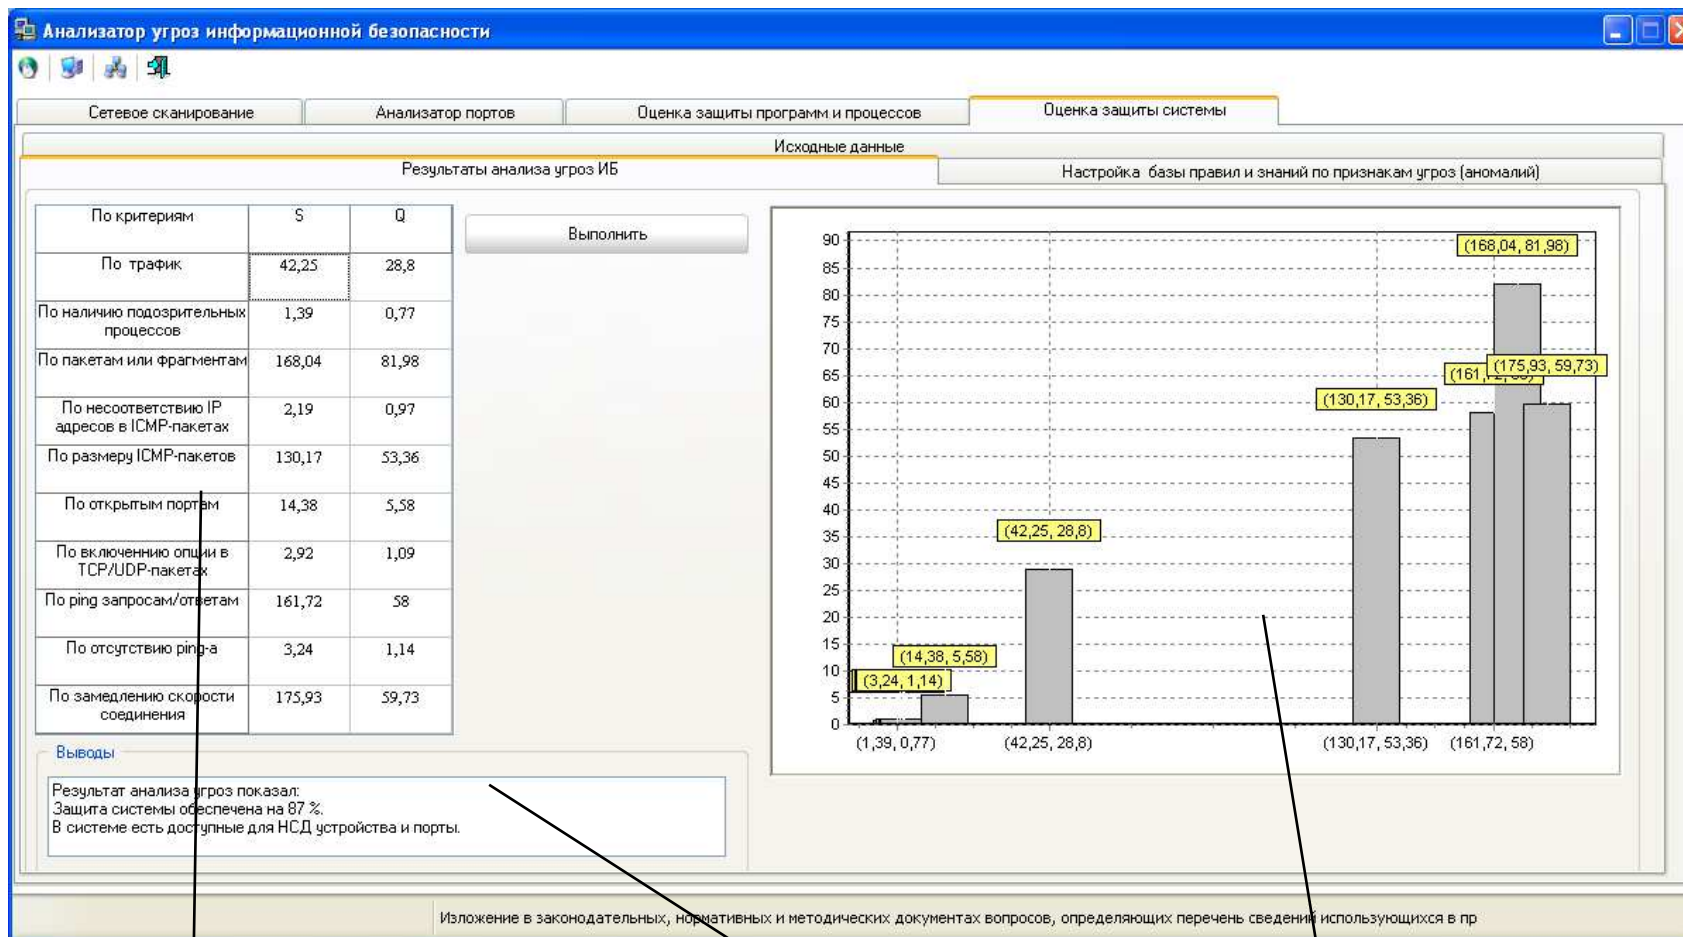 Анализатор угроз информационной безопасности
Сетевое сканирование
Анализатор портов
Оценка защиты программ и процессов
Оценка защиты системы
Исходные данные
Результаты анализа угроз ИБ
Настройка базы правил и знаний по признакам угроз (аномалий)
По критериям S Q
По трафик 42,25 28,8
По наличию подозрительных
процессов
1,39 0,77
По пакетам или фрагментам 168,04 81,98
По несоответствию IP
адресов в ICMP-пакетах
2,19 0,97
По размеру ICMP-пакетов 130,17 53,36
По открытым портам 14,38 5,58
По включеннию опции в
TCP/UDP-пакетах
2,92 1,09
По ping запросам/ответам 161,72 58
По отсутствию ping-а 3,24 1,14
По замедлению скорости
соединения
175,93 59,73
Выполнить
Выводы
Результат анализа угроз показал:
Защита системы обеспечена на 87 %.
В системе есть доступные для НСД устройства и порты.
90
85
80
75
70
65
60
55
50
45
40
35
30
25
20
15
10
5
0
(168,04, 81,98)
(161,
(175,93, 59,73)
(130,17, 53,36)
(42,25, 28,8)
(14,38, 5,58)
(3,24, 1,14)
(1,39, 0,77)
(42,25, 28,8)
(130,17, 53,36)
(161,72, 58)
Изложение в законодательных, нормативных и методических документах вопросов, определяющих перечень сведений использующихся в пр